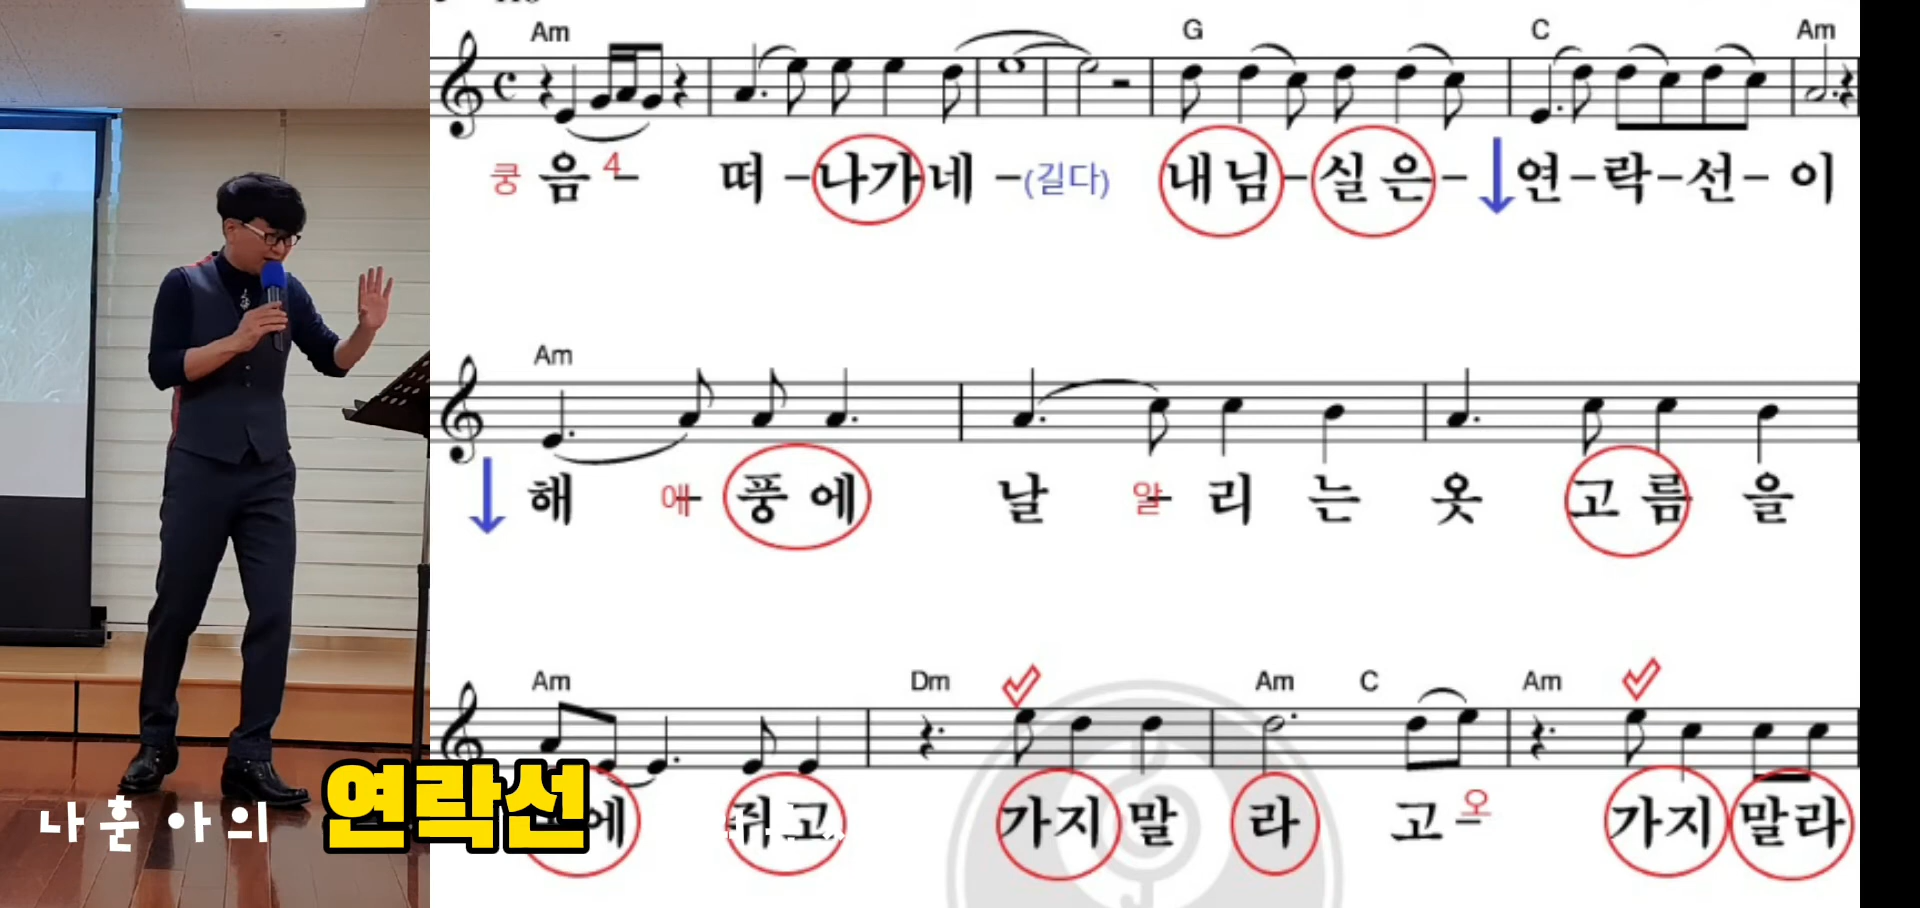 Am G C Am
쿵 음 4 - 떠 - 나가네 - (길다) 내 님 - 실 은 - 연 - 락 - 선 - 이
Am
해 애 - 풍 에 날 알 - 리 는 옷 고 름 을
Am Dm Am C Am
에 쥐 고 가지 말 라 고 오 - 가지 말라
나훈아의 연락선